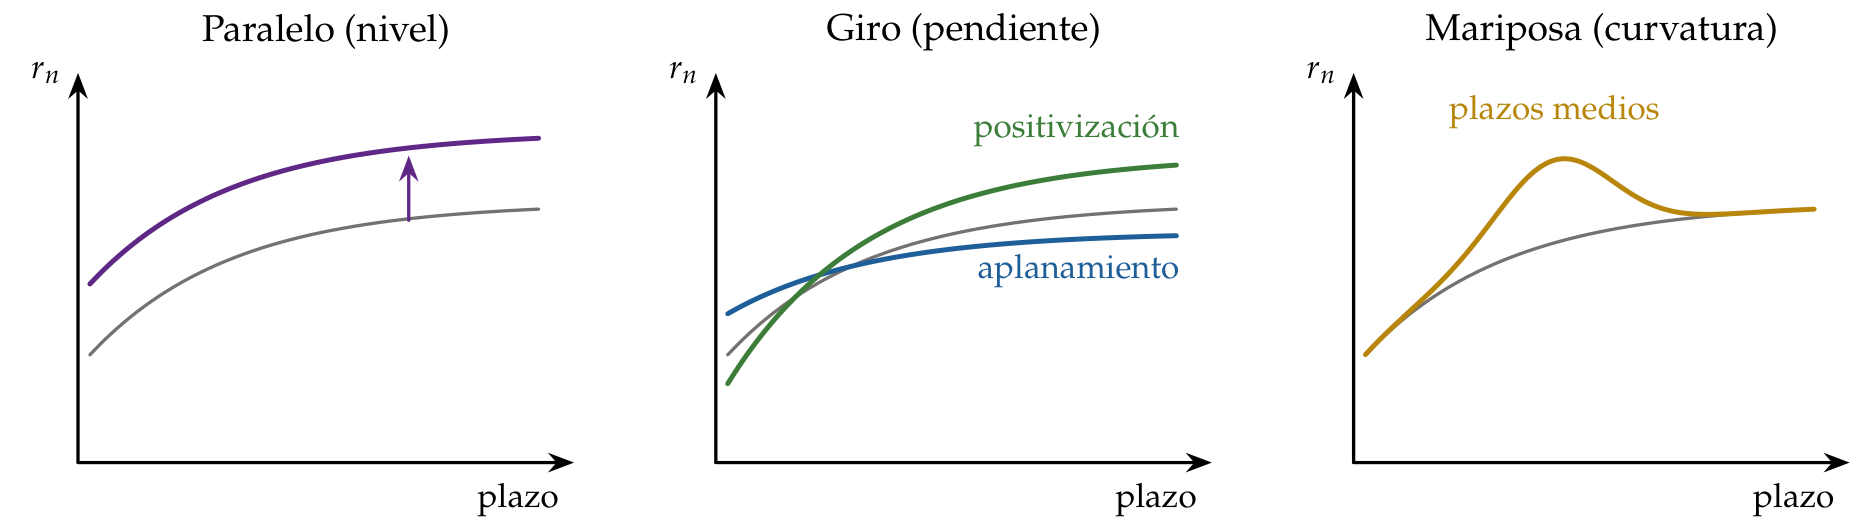 Paralelo (nivel)
r_n
plazo
Giro (pendiente)
r_n
positivización
aplanamiento
plazo
Mariposa (curvatura)
r_n
plazos medios
plazo